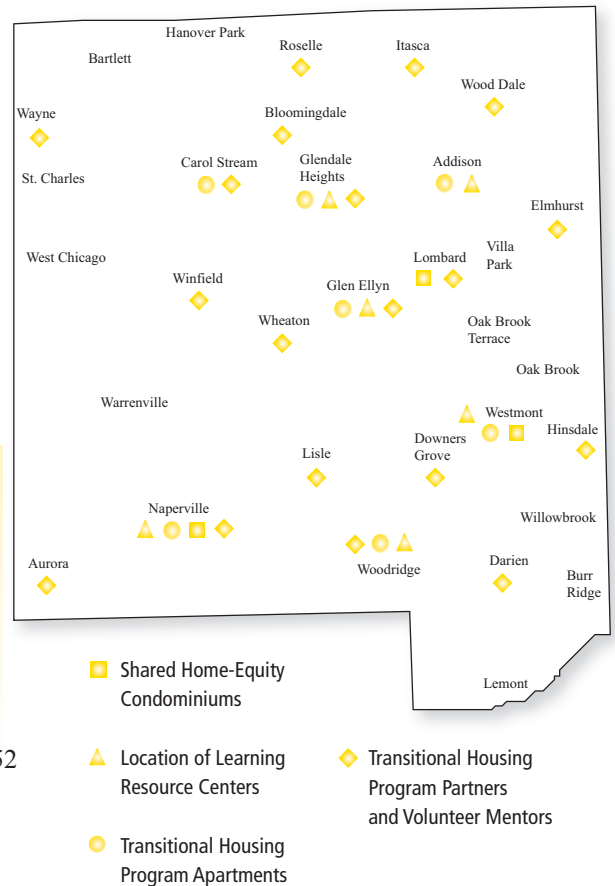 Hanover Park
Bartlett
Roselle
Itasca
Wood Dale
Wayne
Bloomingdale
Carol Stream
Glendale
Heights
Addison
St. Charles
Elmhurst
West Chicago
Villa
Park
Lombard
Winfield
Glen Ellyn
Wheaton
Oak Brook
Terrace
Oak Brook
Warrenville
Westmont
Hinsdale
Downers
Grove
Lisle
Naperville
Willowbrook
Aurora
Woodridge
Darien
Burr
Ridge
Lemont
Shared Home-Equity
Condominiums
52
Location of Learning
Resource Centers
Transitional Housing
Program Partners
and Volunteer Mentors
Transitional Housing
Program Apartments